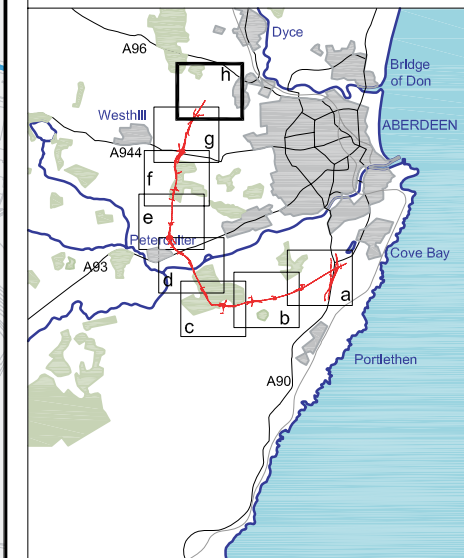 Dyce
A96
Bridge
of Don
h
Westhill
ABERDEEN
g
A944
f
e
Peterculter
Cove Bay
A93
d
a
b
c
Portlethen
A90